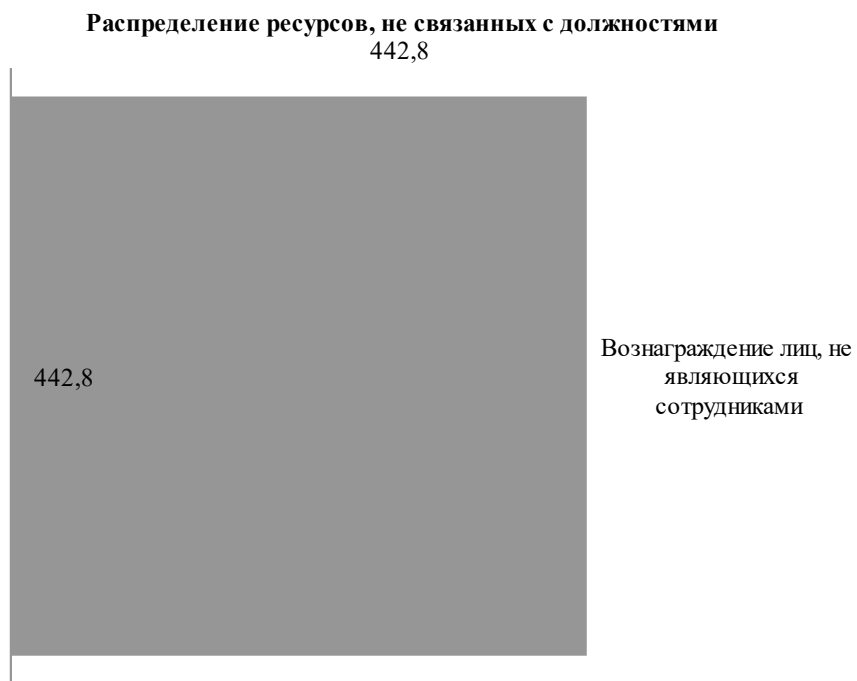 Распределение ресурсов, не связанных с должностями
442,8
442,8
Вознаграждение лиц, не
являющихся
сотрудниками